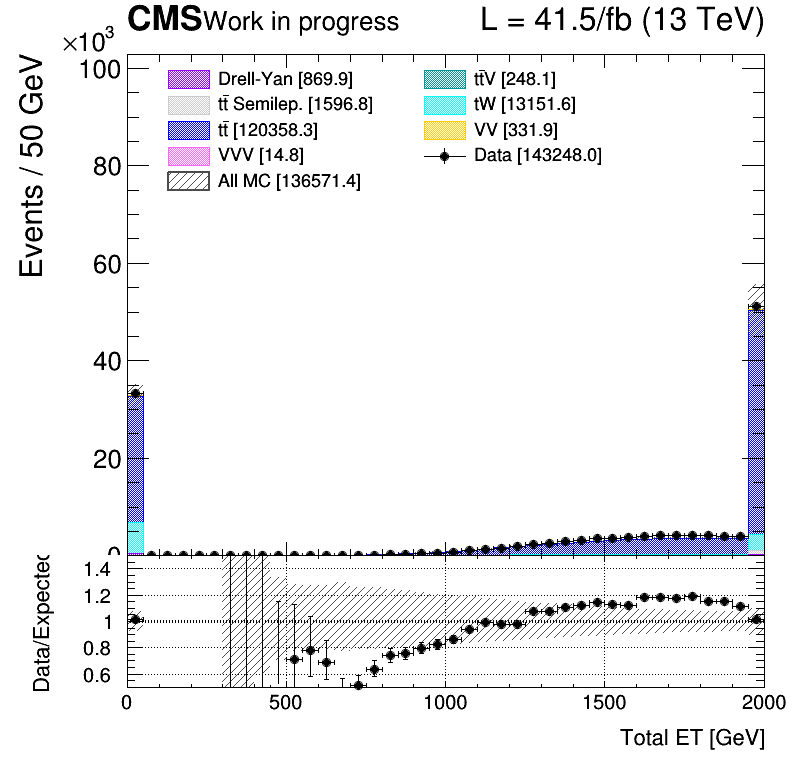 CMS Work in progress L = 41.5/fb (13 TeV)
×10³
Events / 50 GeV
100
80
60
40
20
0
Drell-Yan [869.9]
tt̄ Semilep. [1596.8]
tt̄ [120358.3]
VVV [14.8]
All MC [136571.4]
tt̄V [248.1]
tW [13151.6]
VV [331.9]
Data [143248.0]
Data/Expected
1.4
1.2
1
0.8
0.6
0 500 1000 1500 2000
Total ET [GeV]